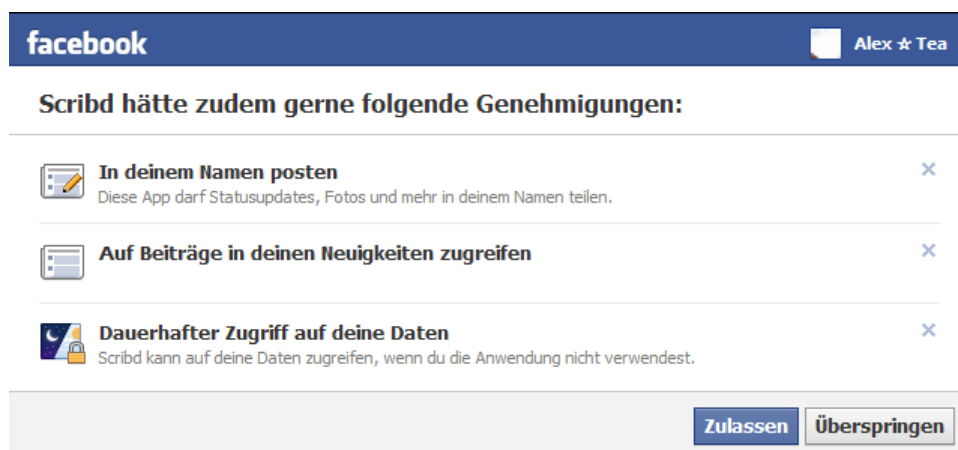 facebook
Alex ☆ Tea
Scribd hätte zudem gerne folgende Genehmigungen:
In deinem Namen posten
Diese App darf Statusupdates, Fotos und mehr in deinem Namen teilen.
Auf Beiträge in deinen Neuigkeiten zugreifen
Dauerhafter Zugriff auf deine Daten
Scribd kann auf deine Daten zugreifen, wenn du die Anwendung nicht verwendest.
Zulassen Überspringen